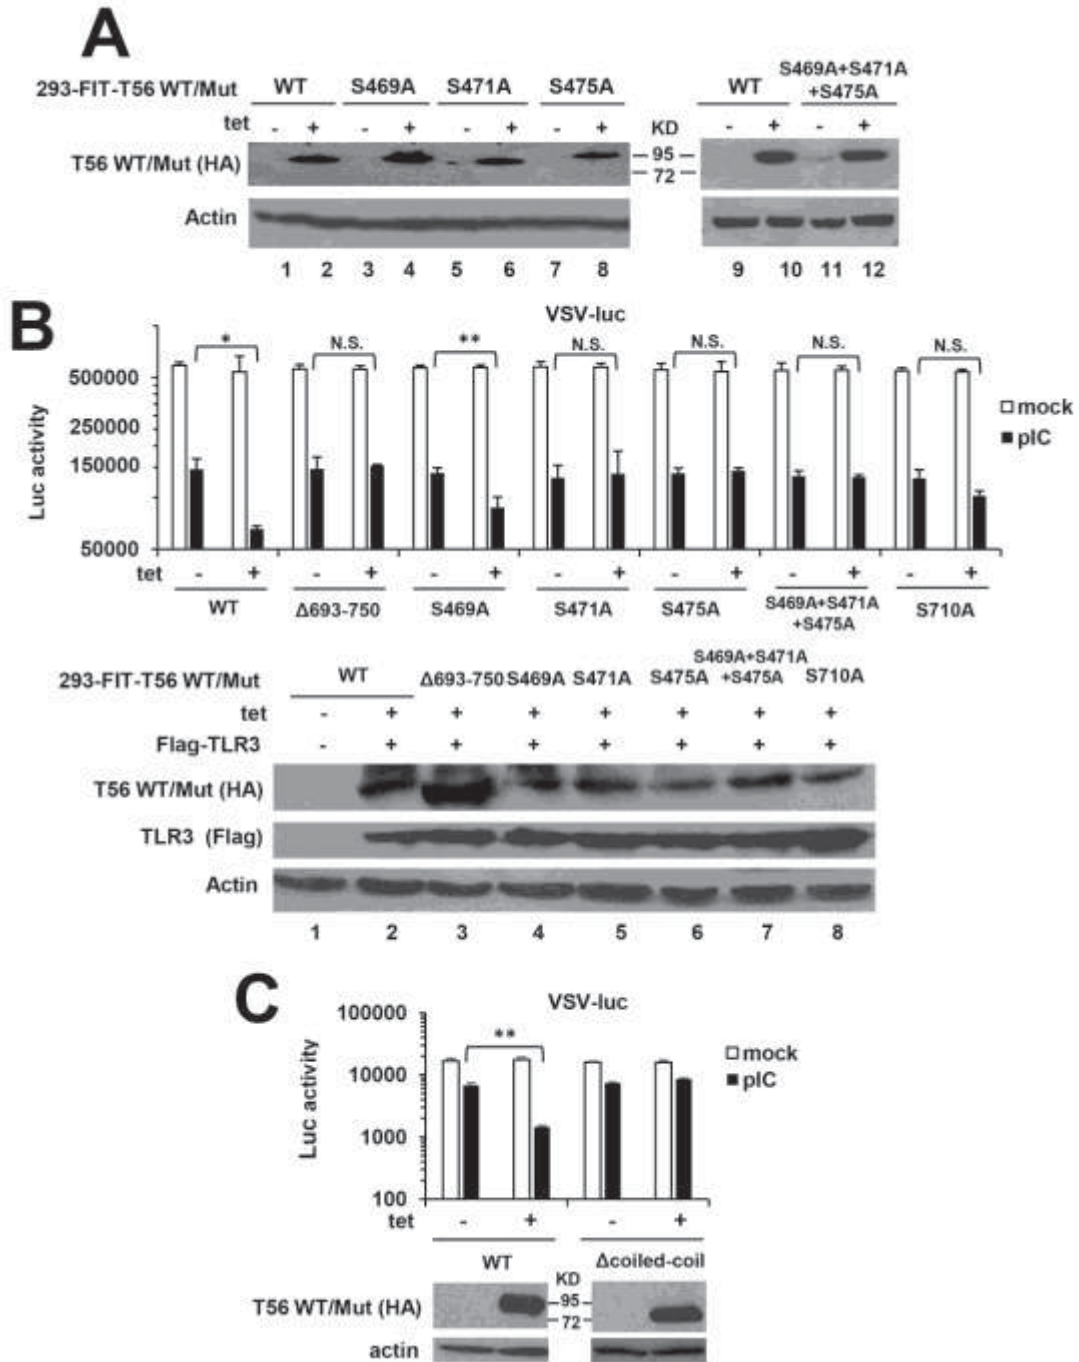 A
293-FIT-T56 WT/Mut WT S469A S471A S475A WT S469A+S471A
+S475A
tet - + - + - + - + KD - + - +
T56 WT/Mut (HA) 95
72
Actin
1 2 3 4 5 6 7 8 9 10 11 12
B
VSV-luc
* N.S. ** N.S. N.S. N.S. N.S.
500000
250000
150000
50000
Luc activity
mock
pIC
tet - + - + - + - + - + - + - +
WT Δ693-750 S469A S471A S475A S469A+S471A
+S475A S710A
293-FIT-T56 WT/Mut WT Δ693-750 S469A S471A S475A S469A+S471A
+S475A S710A
tet - + + + + + + +
Flag-TLR3 - + + + + + + +
T56 WT/Mut (HA)
TLR3 (Flag)
Actin
1 2 3 4 5 6 7 8
C
VSV-luc
**
100000
10000
1000
100
Luc activity
mock
pIC
tet - + - +
WT Δcoiled-coil
KD
T56 WT/Mut (HA) 95
72
actin